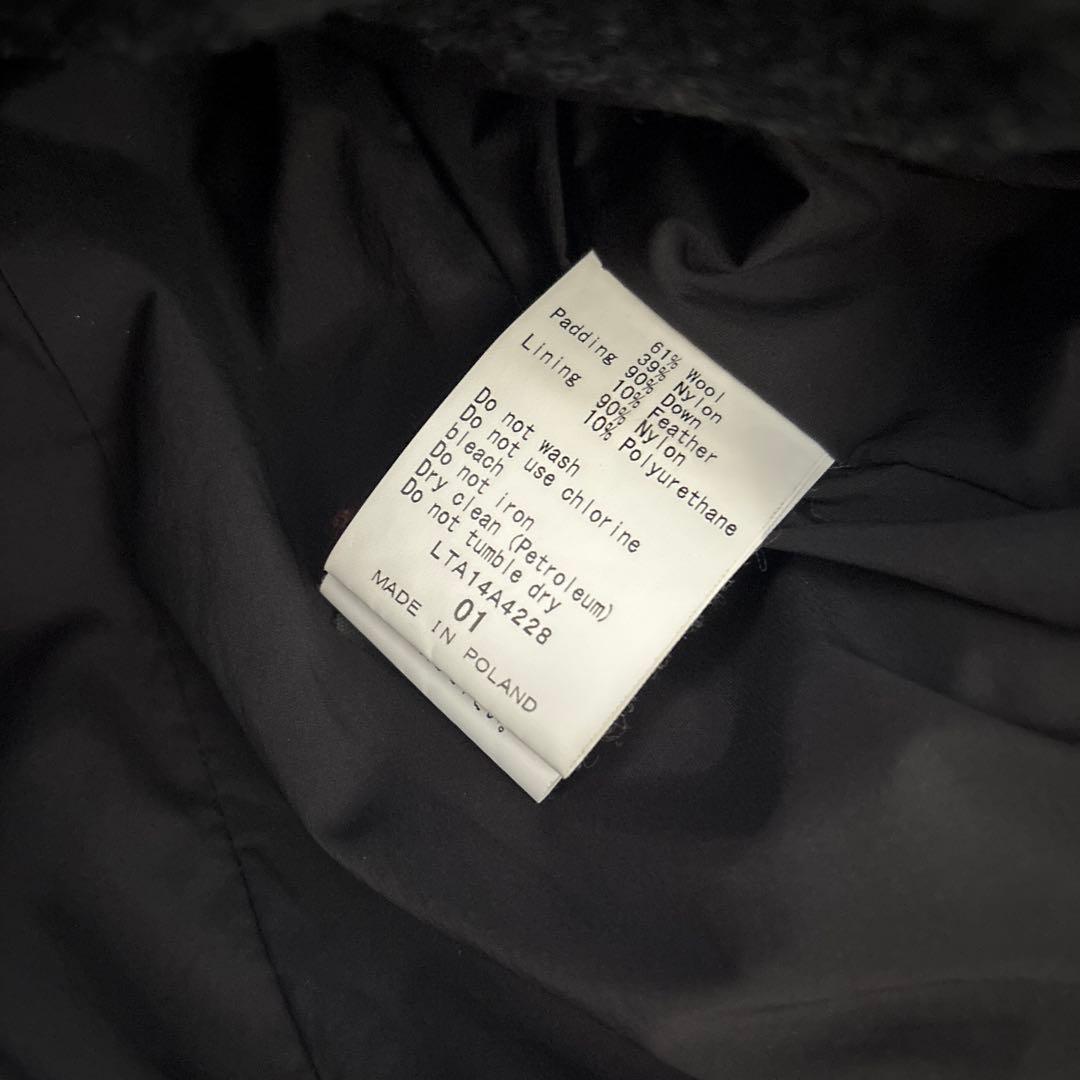 61% Wool
39% Nylon
Padding 90% Down
10% Feather
Lining 90% Nylon
10% Polyurethane
Do not wash
Do not use chlorine
bleach
Do not iron
Dry clean (Petroleum)
Do not tumble dry
LTA14A4228
01
MADE IN POLAND